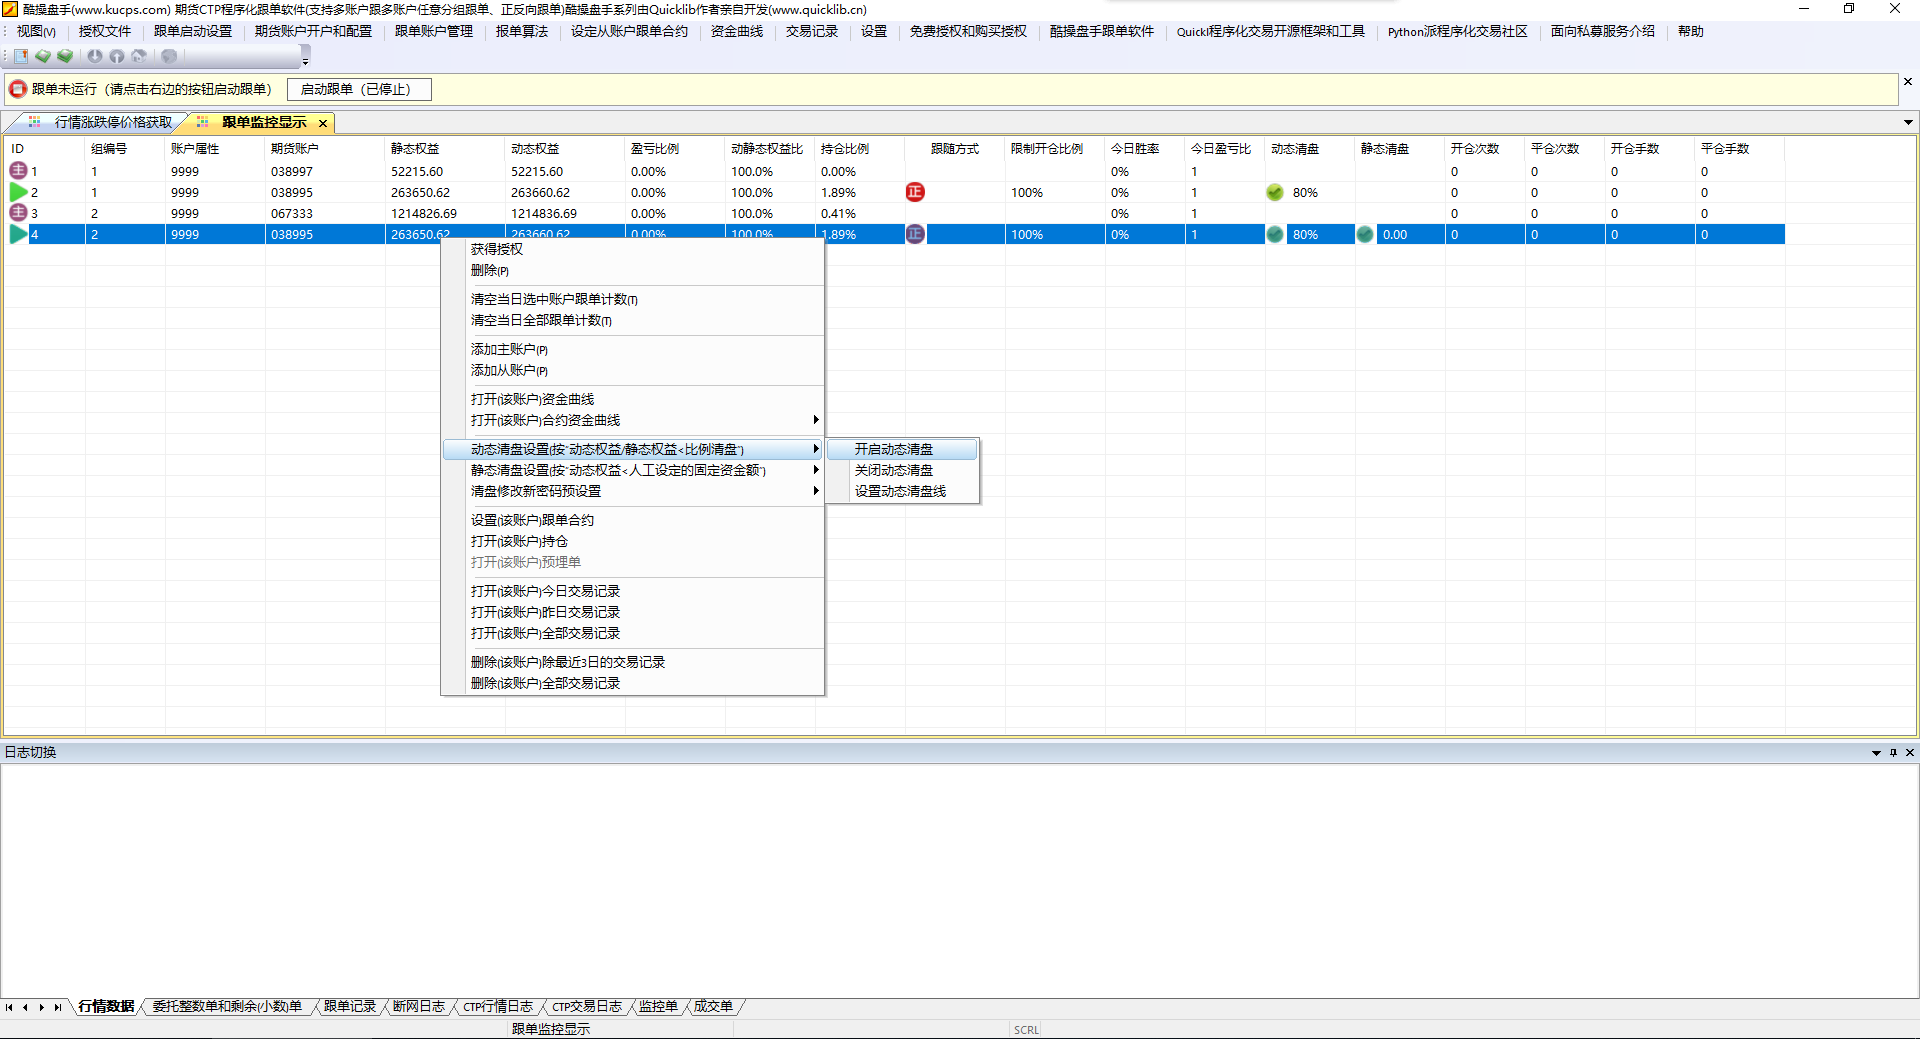 酷操盘手(www.kucps.com) 期货CTP程序化跟单软件(支持多账户跟多账户任意分组跟单、正反向跟单)酷操盘手系列由Quicklib作者亲自开发(www.quicklib.cn)
视图(V) 授权文件 跟单启动设置 期货账户开户和配置 跟单账户管理 报单算法 设定从账户跟单合约 资金曲线 交易记录 设置 免费授权和购买授权 酷操盘手跟单软件 Quickl程序化交易开源框架和工具 Python派程序化交易社区 面向私募服务介绍 帮助
跟单未运行（请点击右边的按钮启动跟单） 启动跟单（已停止）
行情涨跌停价格获取 跟单监控显示
ID 组编号 账户属性 期货账户 静态权益 动态权益 盈亏比例 动静态权益比 持仓比例 跟随方式 限制开仓比例 今日胜率 今日盈亏比 动态清盘 静态清盘 开仓次数 平仓次数 开仓手数 平仓手数
主 1 1 9999 038997 52215.60 52215.60 0.00% 100.0% 0.00% 0% 1 0 0 0 0
2 1 9999 038995 263650.62 263660.62 0.00% 100.0% 1.89% 正 100% 0% 1 80% 0 0 0 0
主 3 2 9999 067333 1214826.69 1214836.69 0.00% 100.0% 0.41% 0% 1 0 0 0 0
4 2 9999 038995 263650.62 263660.62 0.00% 100.0% 1.89% 正 100% 0% 1 80% 0.00 0 0 0 0
获得授权
删除(P)
清空当日选中账户跟单计数(T)
清空当日全部跟单计数(T)
添加主账户(P)
添加从账户(P)
打开(该账户)资金曲线
打开(该账户)合约资金曲线
动态清盘设置(按“动态权益/静态权益<比例清盘”) 开启动态清盘
静态清盘设置(按“动态权益<人工设定的固定资金额”) 关闭动态清盘
清盘修改新密码预设置 设置动态清盘线
设置(该账户)跟单合约
打开(该账户)持仓
打开(该账户)预埋单
打开(该账户)今日交易记录
打开(该账户)昨日交易记录
打开(该账户)全部交易记录
删除(该账户)除最近3日的交易记录
删除(该账户)全部交易记录
日志切换
行情数据 委托整数单和剩余(小数)单 跟单记录 断网日志 CTP行情日志 CTP交易日志 监控单 成交单
跟单监控显示 SCRL